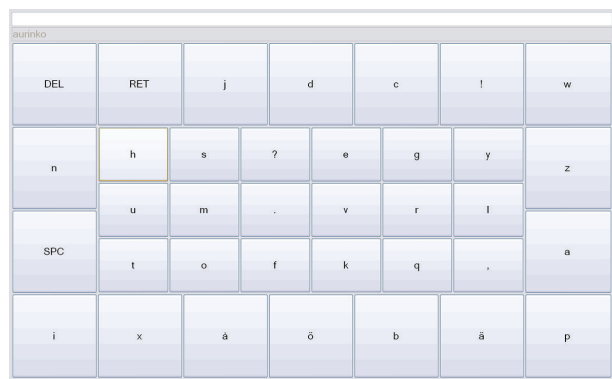 aurinko
DEL RET j d c ! w
n h s ? e g y z
u m . v r l
SPC t o f k q , a
i x å ö b ä p